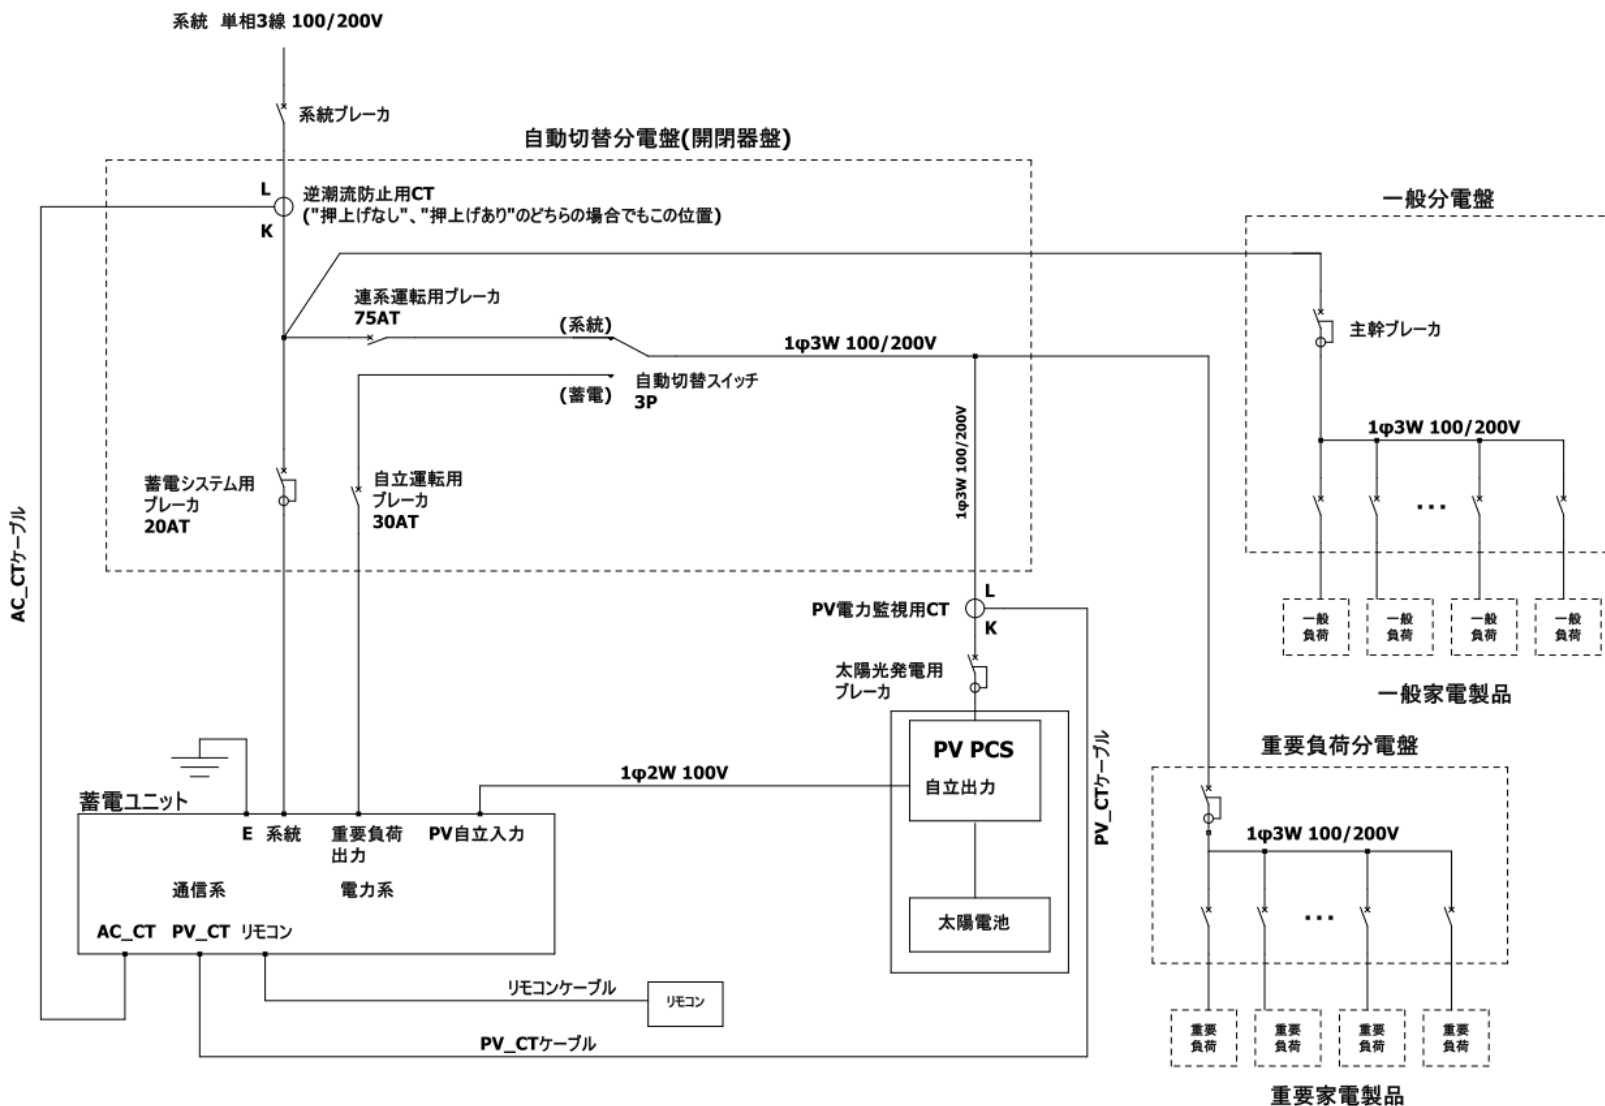 系統 単相3線 100/200V
系統ブレーカ
自動切替分電盤(開閉器盤)
L
逆潮流防止用CT
("押上げなし"、"押上げあり"のどちらの場合でもこの位置)
K
一般分電盤
連系運転用ブレーカ
75AT
(系統)
1φ3W 100/200V
主幹ブレーカ
(蓄電)
自動切替スイッチ
3P
1φ3W 100/200V
1φ3W 100/200V
蓄電システム用
ブレーカ
20AT
自立運転用
ブレーカ
30AT
・・・
AC_CTケーブル
PV電力監視用CT
L
K
一般
負荷
一般
負荷
一般
負荷
一般
負荷
太陽光発電用
ブレーカ
一般家電製品
PV PCS
自立出力
PV_CTケーブル
重要負荷分電盤
1φ2W 100V
蓄電ユニット
E
系統
重要負荷
出力
PV自立入力
1φ3W 100/200V
通信系
電力系
太陽電池
・・・
AC_CT
PV_CT
リモコン
リモコンケーブル
リモコン
PV_CTケーブル
重要
負荷
重要
負荷
重要
負荷
重要
負荷
重要家電製品